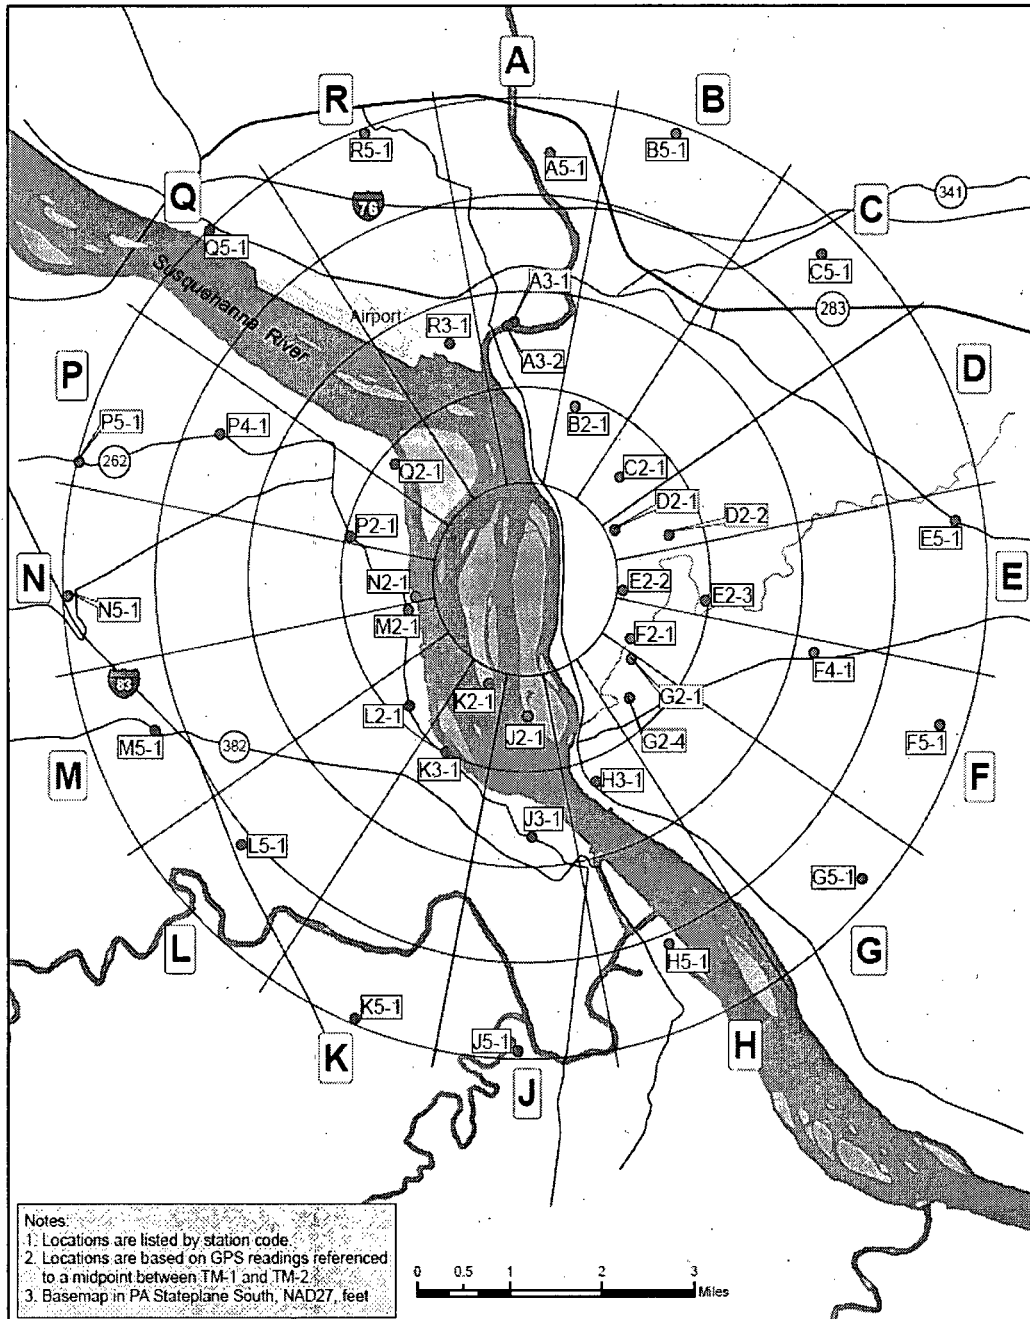 A
B
R
R5-1
A5-1
B5-1
76
341
Q
C
Q5-1
C5-1
Susquehanna River
A3-1
Airport
R3-1
283
A3-2
P
D
B2-1
P5-1
P4-1
262
Q2-1
C2-1
D2-1
D2-2
P2-1
E5-1
N
N2-1
E2-2
E
N5-1
E2-3
M2-1
F2-1
F4-1
83
K2-1
G2-1
L2-1
J2-1
M5-1
382
G2-4
F5-1
M
K3-1
H3-1
F
J3-1
L5-1
G5-1
L
G
H5-1
K5-1
J5-1
H
K
J
Notes:
1. Locations are listed by station code.
2. Locations are based on GPS readings referenced
to a midpoint between TM-1 and TM-2.
3. Basemap in PA Stateplane South, NAD27, feet
0 0.5 1 2 3
Miles